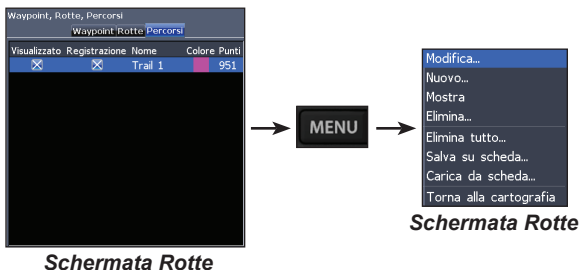 Waypoint, Rotte, Percorsi
Waypoint Rotte Percorsi
Visualizzato Registrazione Nome Colore Punti
Trail 1 951
Schermata Rotte
MENU
Modifica...
Nuovo...
Mostra
Elimina...
Elimina tutto...
Salva su scheda...
Carica da scheda...
Torna alla cartografia
Schermata Rotte